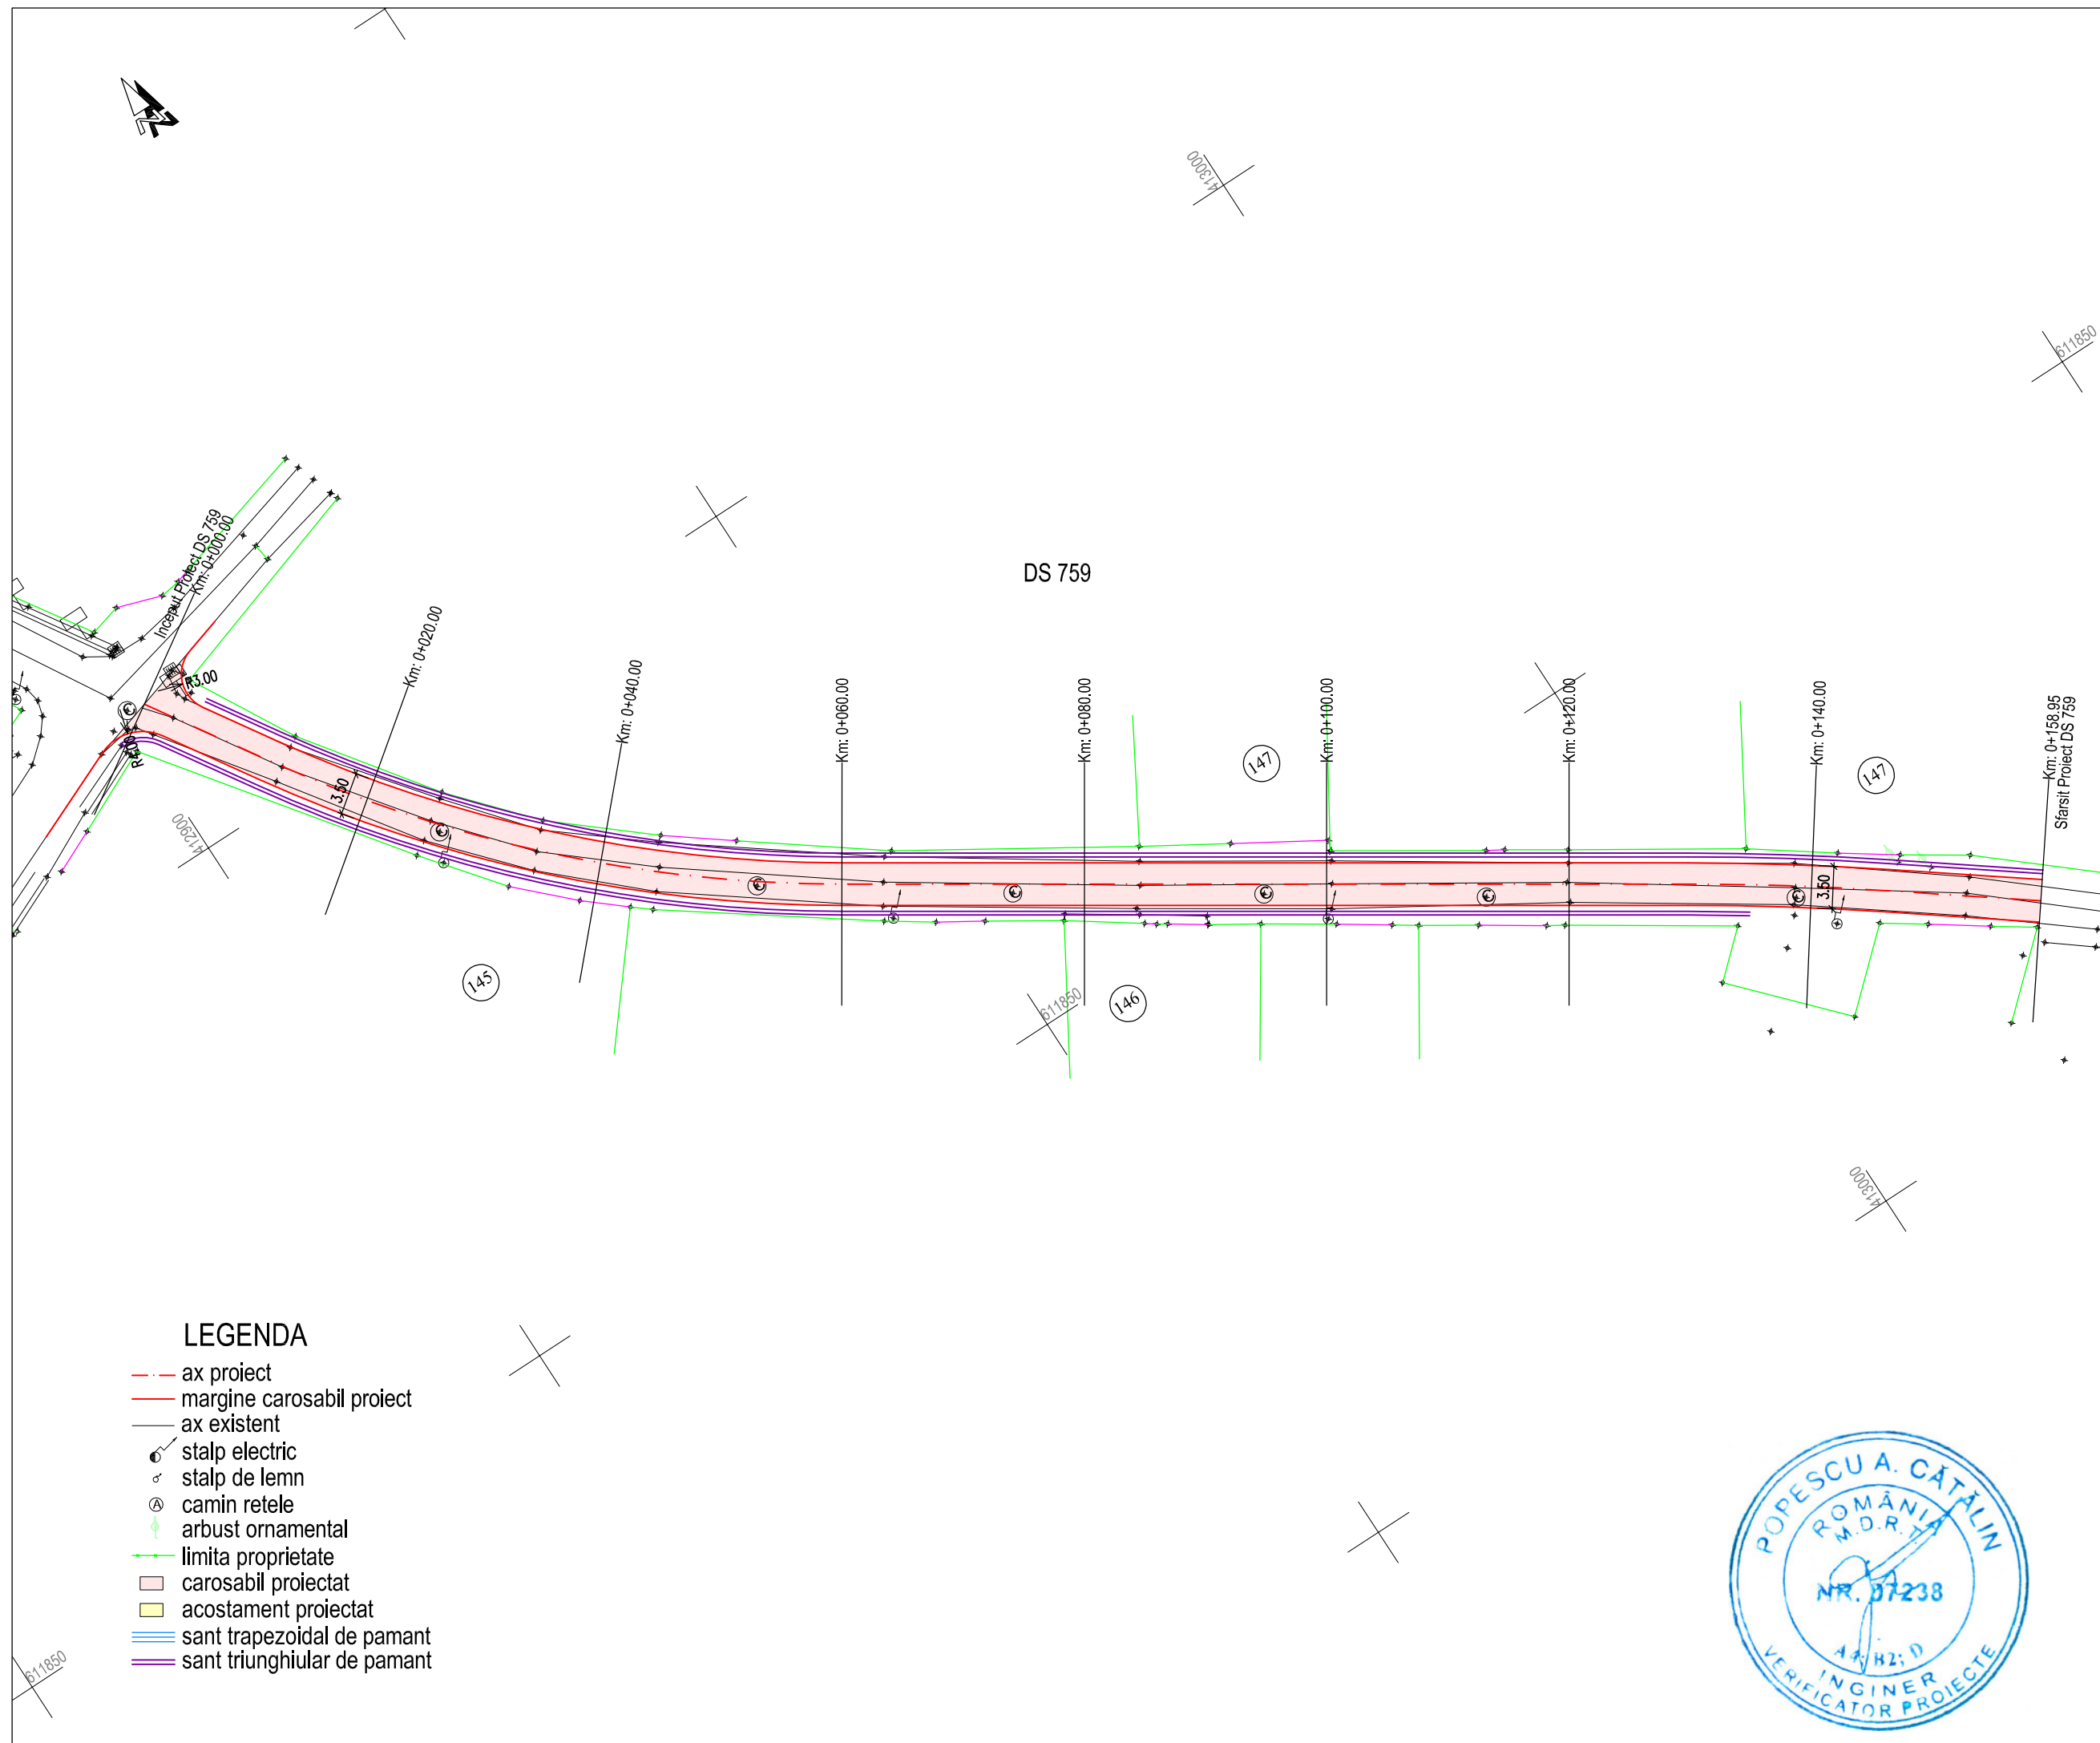 413000
611850
Inceput Proiect DS 759
Km: 0+000.00
DS 759
R3.00
Km: 0+020.00
Km: 0+040.00
Km: 0+060.00
Km: 0+080.00
Km: 0+100.00
Km: 0+120.00
Km: 0+140.00
Km: 0+158.95
Sfarsit Proiect DS 759
147
147
3.50
3.50
412900
145
146
611850
413000
LEGENDA
ax proiect
margine carosabil proiect
ax existent
stalp electric
stalp de lemn
A camin retele
arbust ornamental
limita proprietate
carosabil proiectat
acostament proiectat
sant trapezoidal de pamant
sant triunghiular de pamant
611850
POPESCU A. CĂTĂLIN
ROMÂNIA
M.D.R.T.
NR. 07238
A4; B2; D
INGINER
VERIFICATOR PROIECTE